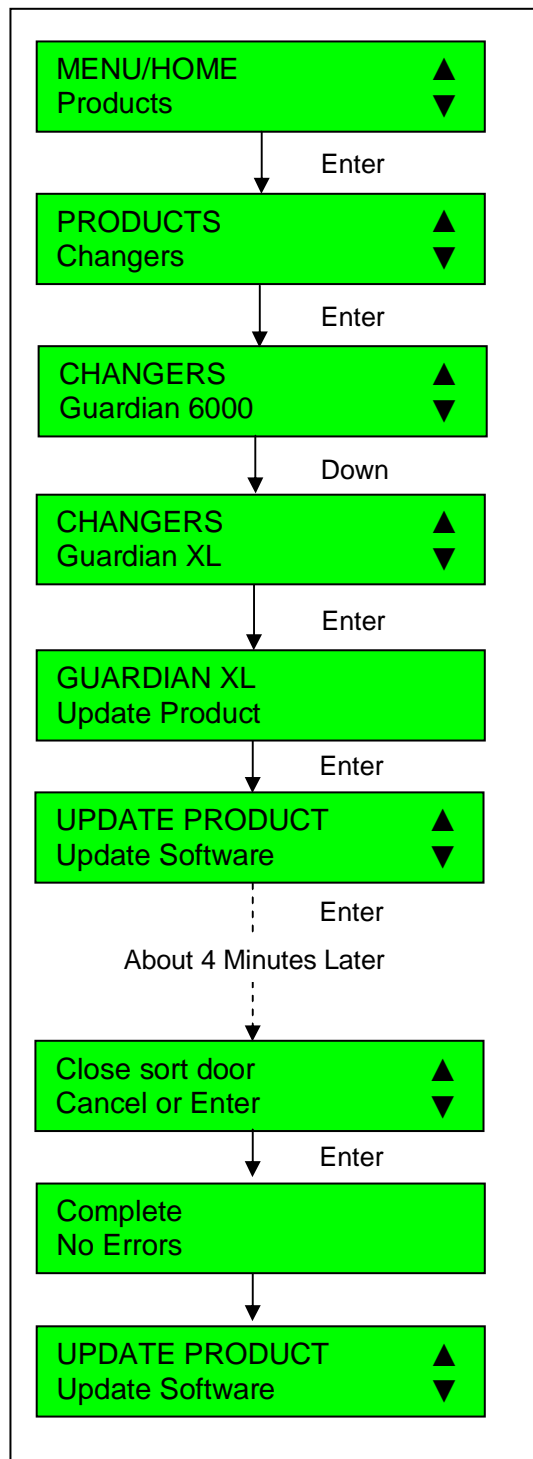 MENU/HOME ▲
Products ▼
Enter
PRODUCTS ▲
Changers ▼
Enter
CHANGERS ▲
Guardian 6000 ▼
Down
CHANGERS ▲
Guardian XL ▼
Enter
GUARDIAN XL
Update Product
Enter
UPDATE PRODUCT ▲
Update Software ▼
Enter
About 4 Minutes Later
Close sort door ▲
Cancel or Enter ▼
Enter
Complete
No Errors
UPDATE PRODUCT ▲
Update Software ▼